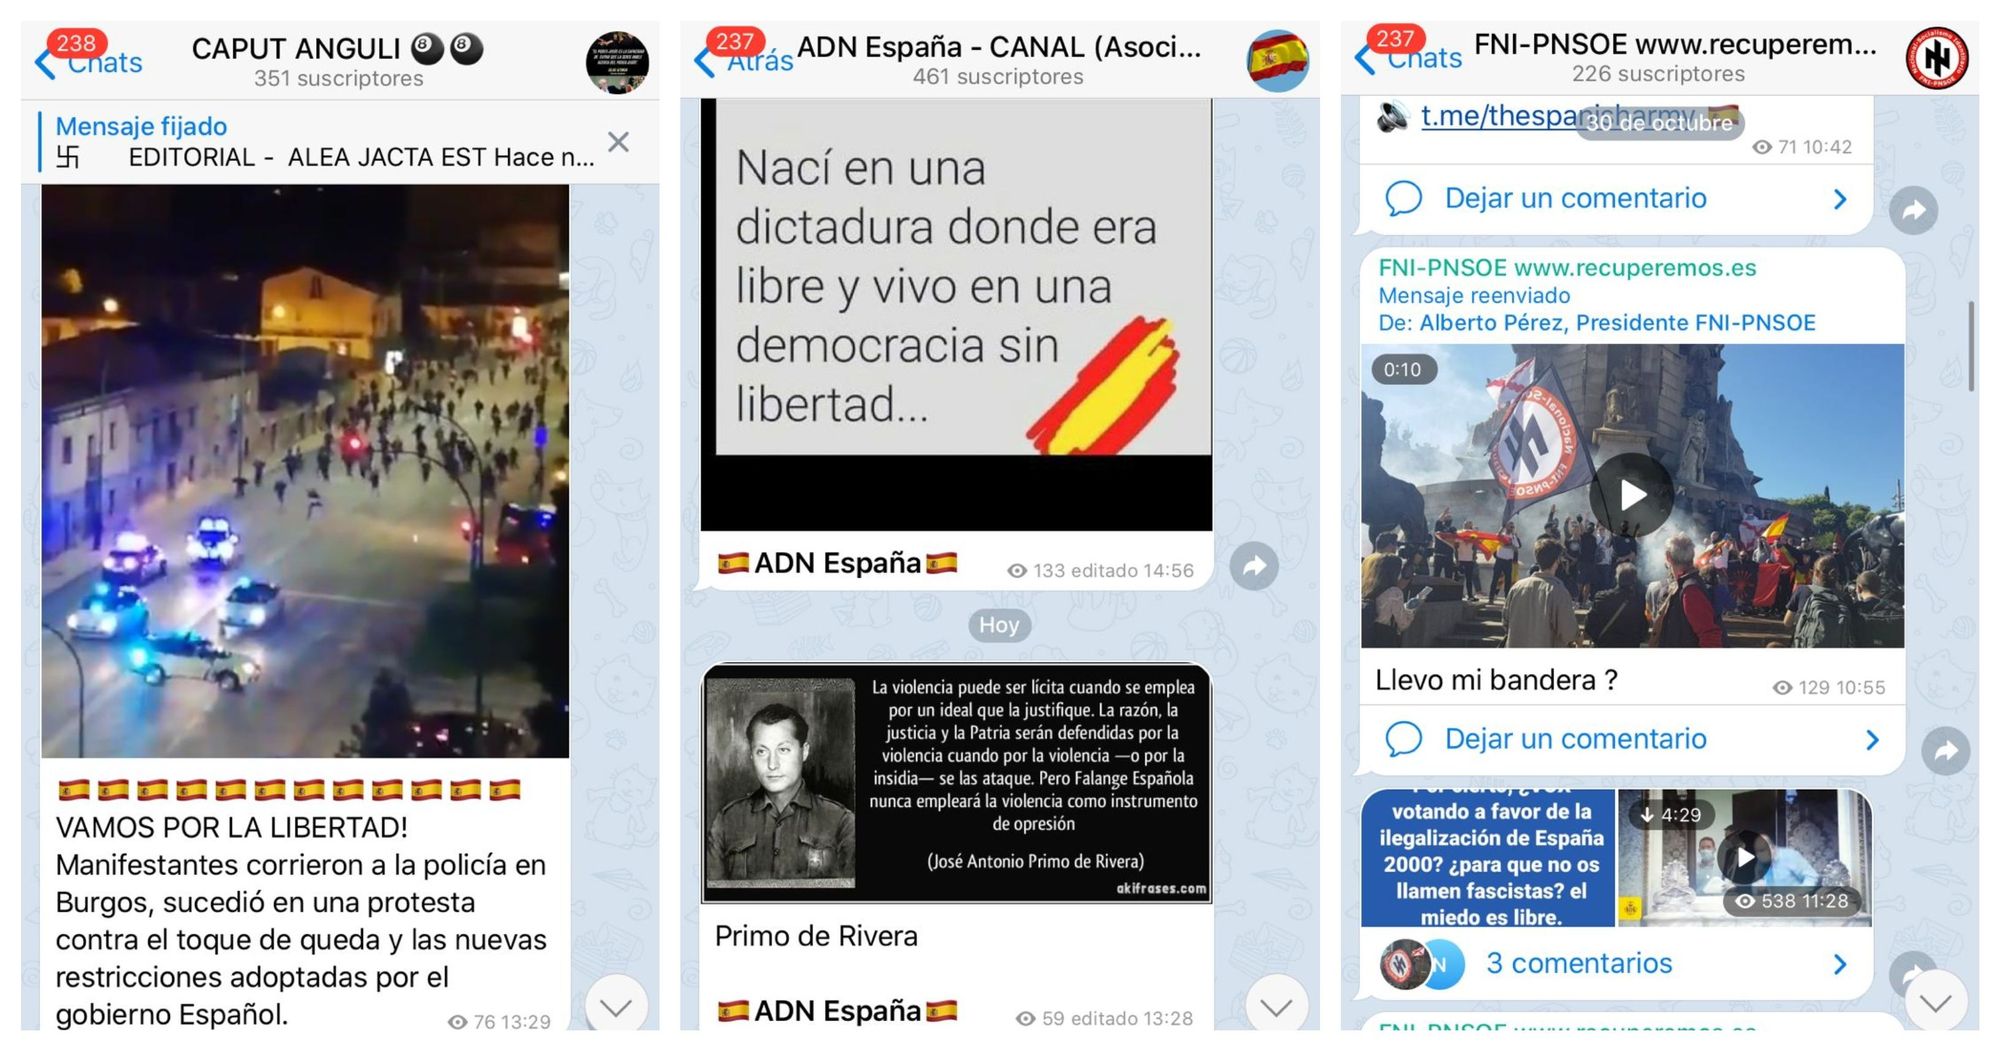 238
Chats
CAPUT ANGULI
351 suscriptores
Mensaje fijado
卐 EDITORIAL - ALEA JACTA EST Hace n...
VAMOS POR LA LIBERTAD!
Manifestantes corrieron a la policía en
Burgos, sucedió en una protesta
contra el toque de queda y las nuevas
restricciones adoptadas por el
gobierno Español.
76 13:29
237
Atrás
ADN España - CANAL (Asoci...
461 suscriptores
Nací en una
dictadura donde era
libre y vivo en una
democracia sin
libertad...
🇪🇸ADN España🇪🇸
133 editado 14:56
Hoy
La violencia puede ser lícita cuando se emplea
por un ideal que la justifique. La razón, la
justicia y la Patria serán defendidas por la
violencia cuando por la violencia —o por la
insidia— se las ataque. Pero Falange Española
nunca empleará la violencia como instrumento
de opresión
(José Antonio Primo de Rivera)
akifrases.com
Primo de Rivera
🇪🇸ADN España🇪🇸
59 editado 13:28
237
Chats
FNI-PNSOE www.recuperem...
226 suscriptores
t.me/thespanisharmy
30 de octubre
71 10:42
Dejar un comentario
FNI-PNSOE www.recuperemos.es
Mensaje reenviado
De: Alberto Pérez, Presidente FNI-PNSOE
0:10
FNI-PNSOE
Llevo mi bandera ?
129 10:55
Dejar un comentario
votando a favor de la
ilegalización de España
2000? ¿para que no os
llamen fascistas? el
miedo es libre.
4:29
538 11:28
N
3 comentarios
FNI-PNSOE www.recuperemos.es